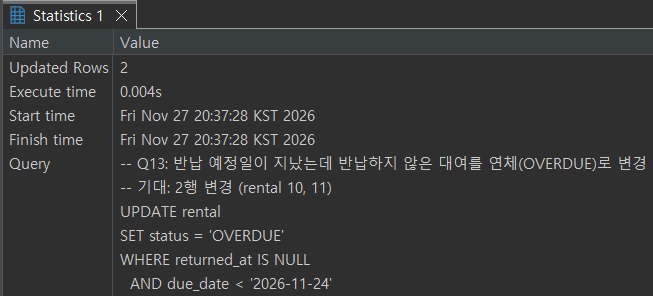 Statistics 1
Name Value
Updated Rows 2
Execute time 0.004s
Start time Fri Nov 27 20:37:28 KST 2026
Finish time Fri Nov 27 20:37:28 KST 2026
Query -- Q13: 반납 예정일이 지났는데 반납하지 않은 대여를 연체(OVERDUE)로 변경
-- 기대: 2행 변경 (rental 10, 11)
UPDATE rental
SET status = 'OVERDUE'
WHERE returned_at IS NULL
AND due_date < '2026-11-24'